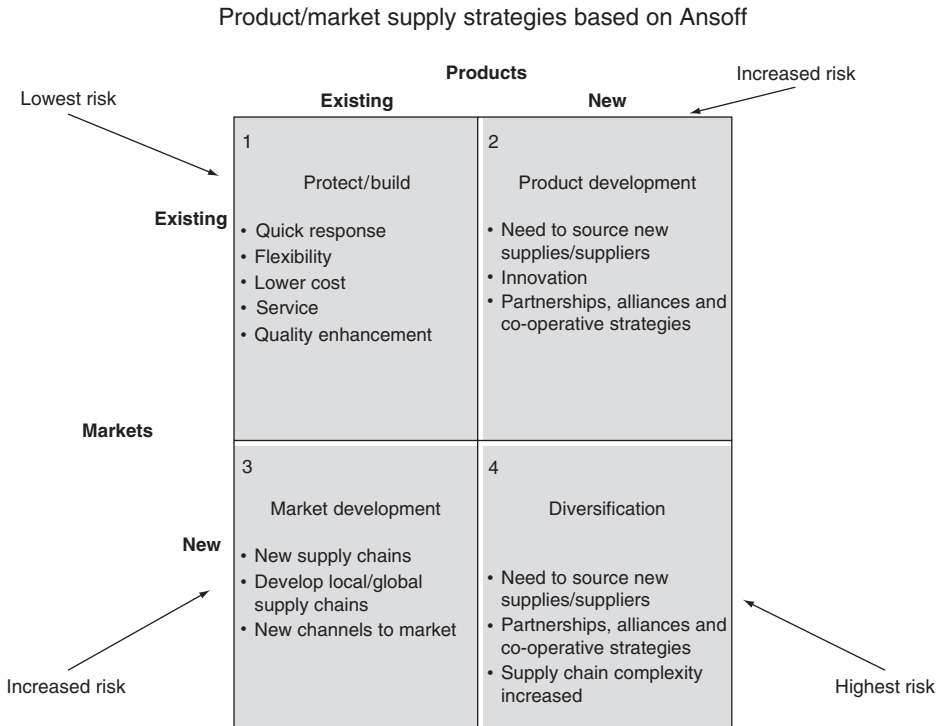 Product/market supply strategies based on Ansoff
Products
Increased risk
Lowest risk
Existing
New
1
Protect/build
Existing
• Quick response
• Flexibility
• Lower cost
• Service
• Quality enhancement
2
Product development
• Need to source new
supplies/suppliers
• Innovation
• Partnerships, alliances and
co-operative strategies
Markets
3
Market development
New
• New supply chains
• Develop local/global
supply chains
• New channels to market
4
Diversification
• Need to source new
supplies/suppliers
• Partnerships, alliances and
co-operative strategies
• Supply chain complexity
increased
Increased risk
Highest risk